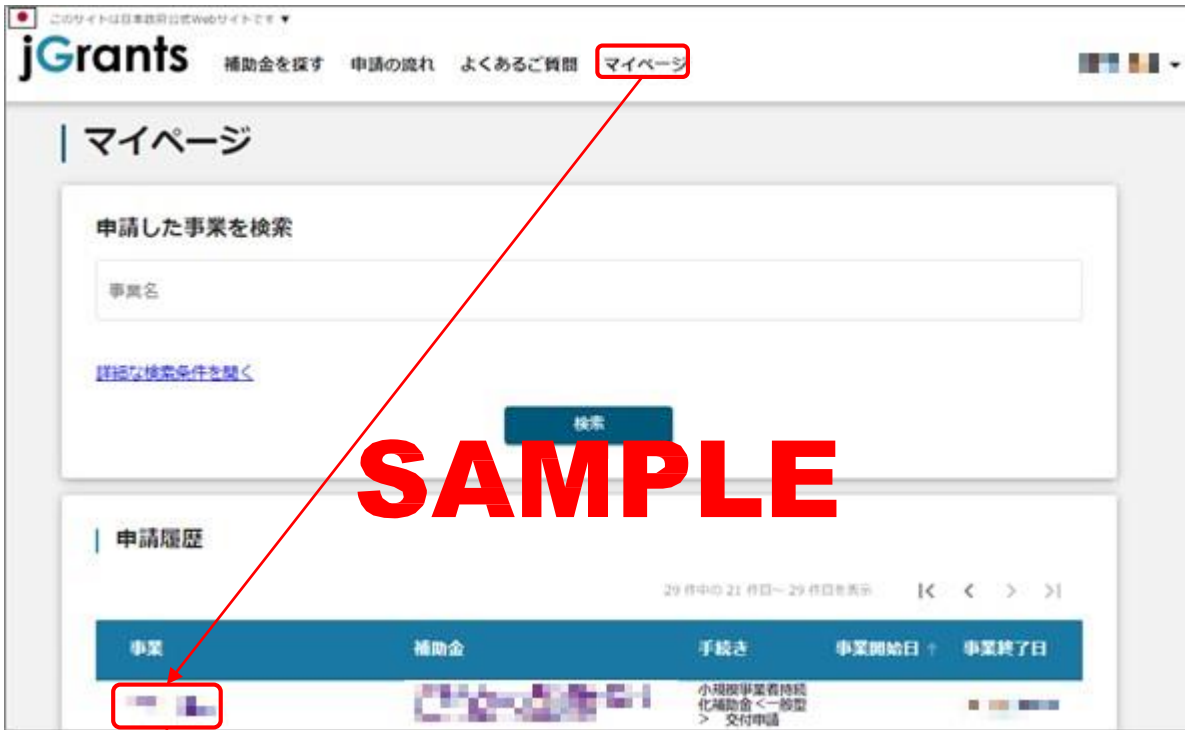 このサイトは日本政府公式Webサイトです ▼
jGrants 補助金を探す 申請の流れ よくあるご質問 マイページ
マイページ
申請した事業を検索
事業名
詳細な検索条件を開く
検索
SAMPLE
申請履歴
29 件中の 21 件目～ 29 件目を表示
事業 補助金 手続き 事業開始日 ↑ 事業終了日
小規模事業者持続
化補助金＜一般型
＞ 交付申請